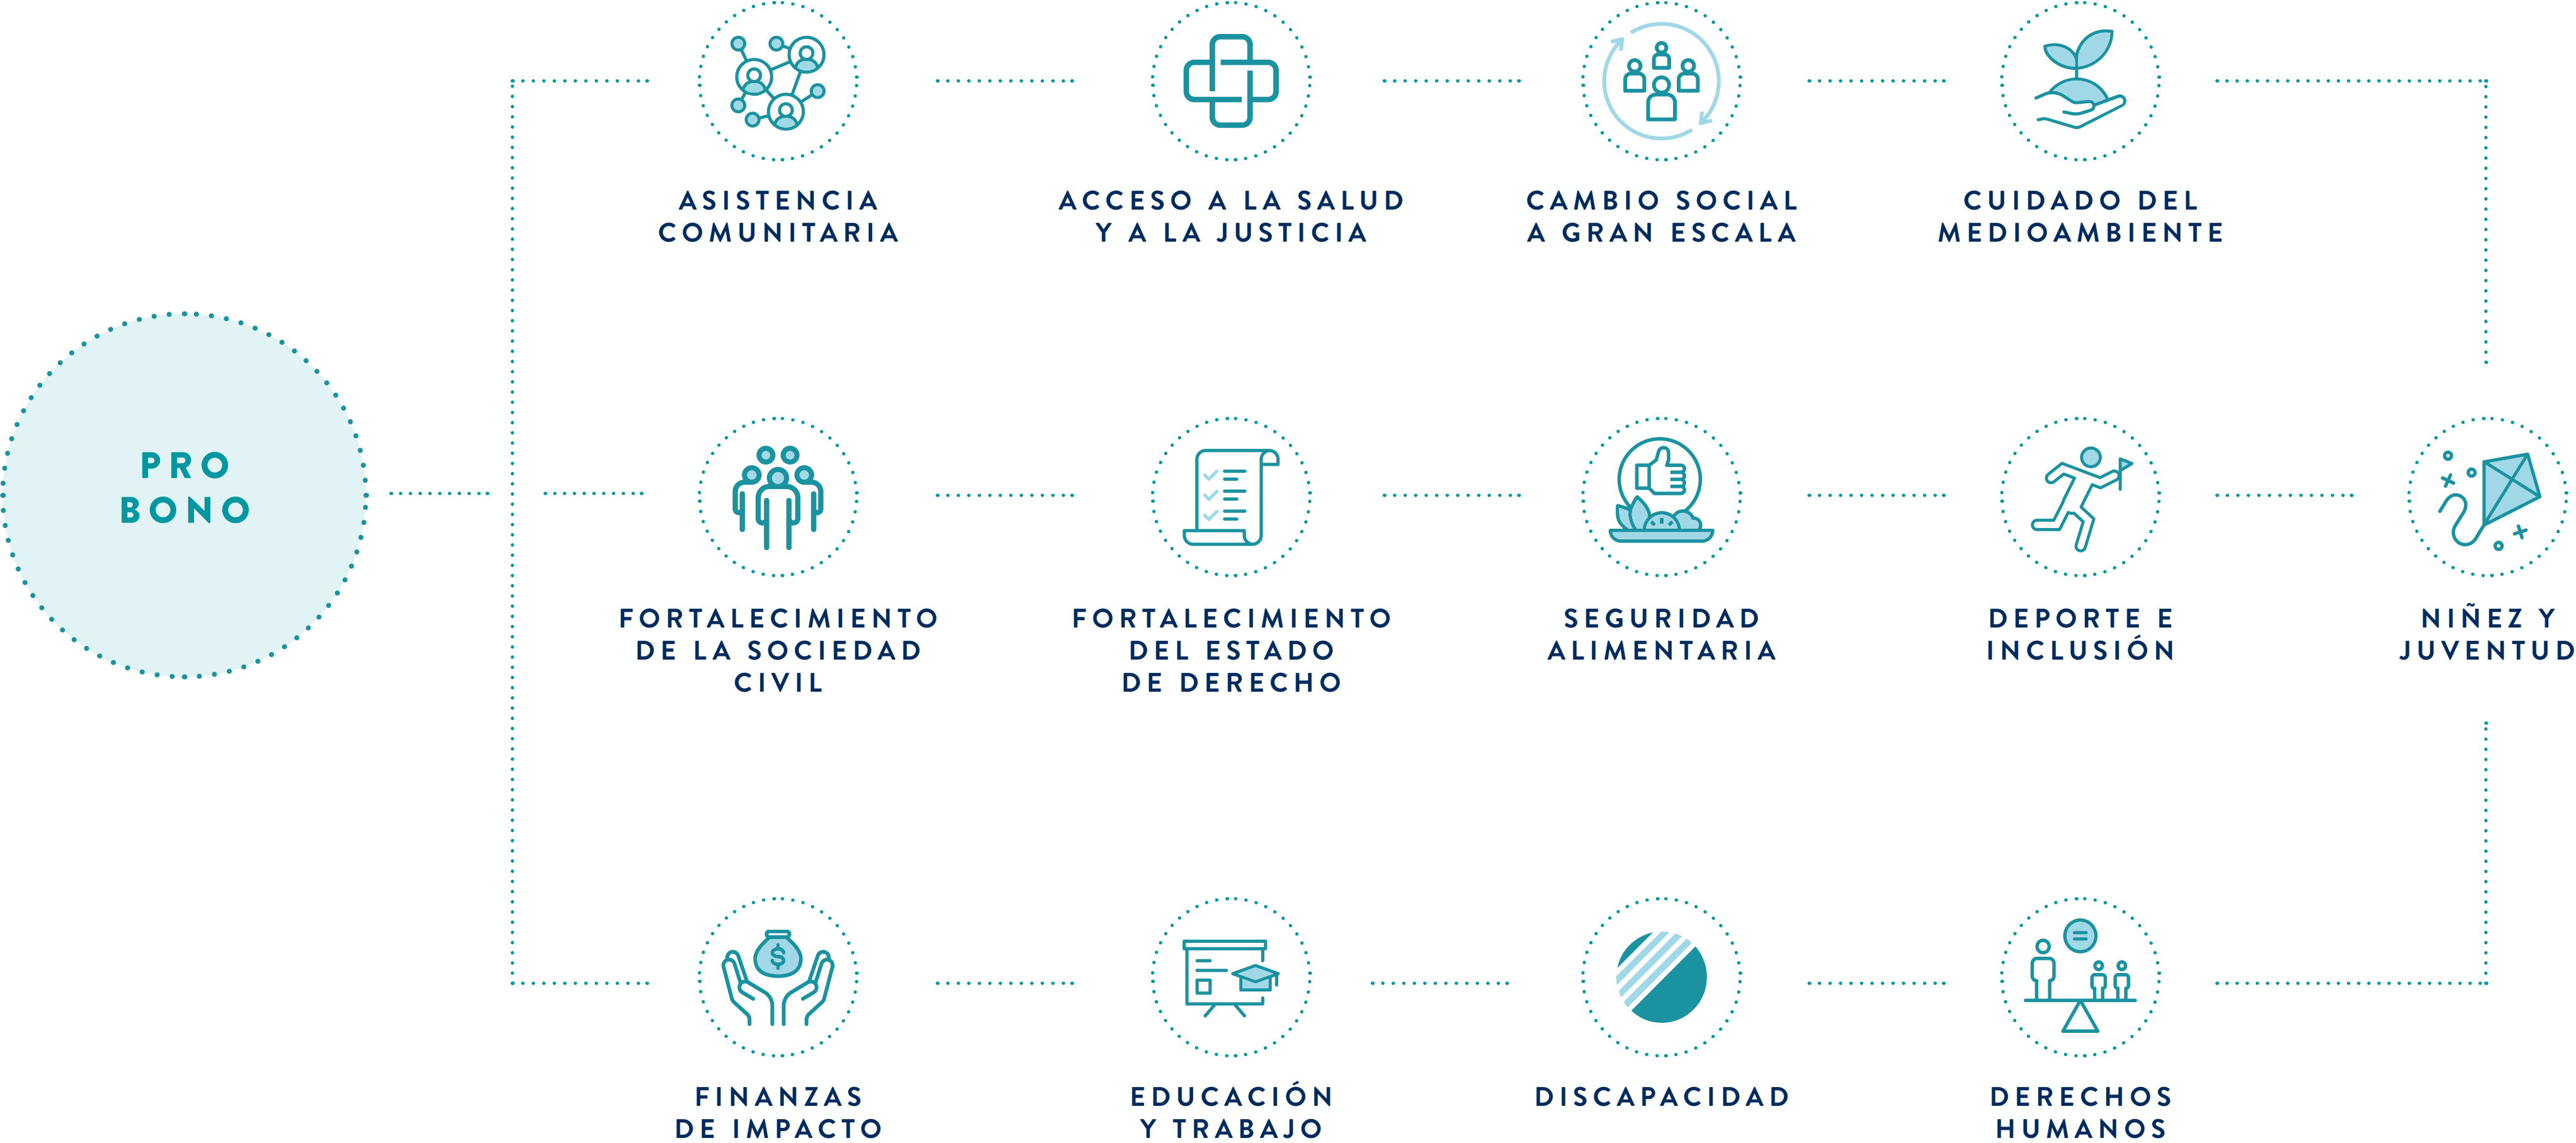 PRO
BONO
ASISTENCIA
COMUNITARIA
ACCESO A LA SALUD
Y A LA JUSTICIA
CAMBIO SOCIAL
A GRAN ESCALA
CUIDADO DEL
MEDIOAMBIENTE
FORTALECIMIENTO
DE LA SOCIEDAD
CIVIL
FORTALECIMIENTO
DEL ESTADO
DE DERECHO
SEGURIDAD
ALIMENTARIA
DEPORTE E
INCLUSIÓN
NIÑEZ Y
JUVENTUD
$
FINANZAS
DE IMPACTO
EDUCACIÓN
Y TRABAJO
DISCAPACIDAD
=
DERECHOS
HUMANOS